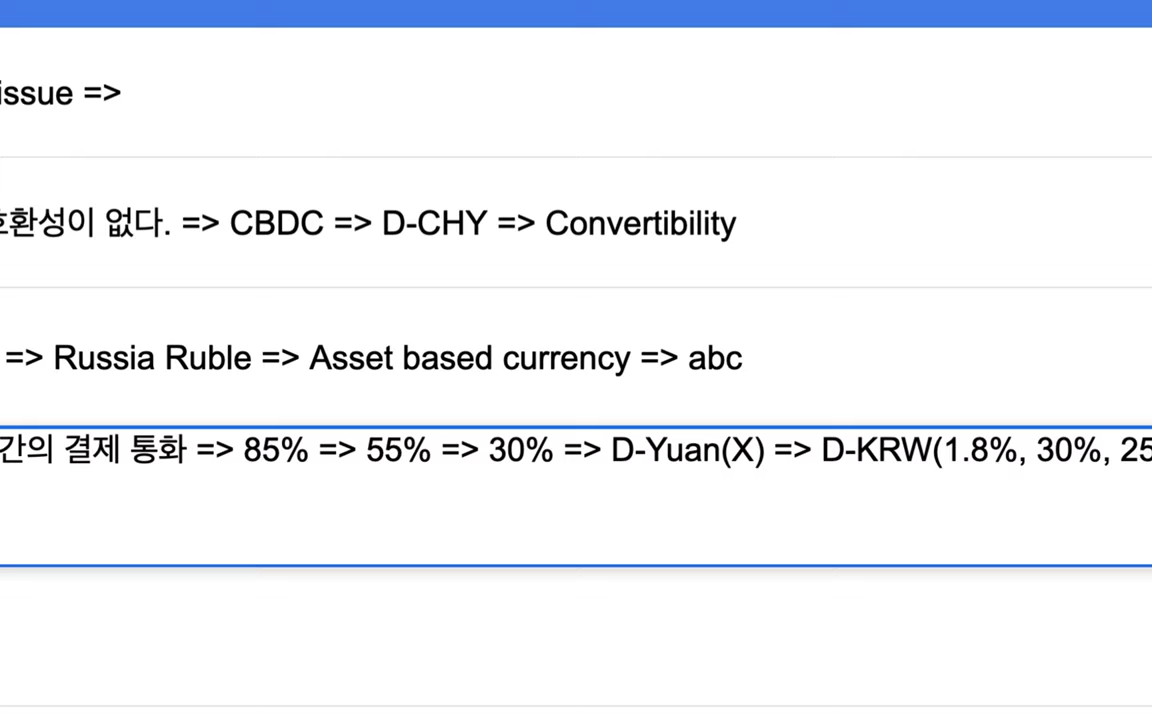 issue =>
호환성이 없다. => CBDC => D-CHY => Convertibility
=> Russia Ruble => Asset based currency => abc
간의 결제 통화 => 85% => 55% => 30% => D-Yuan(X) => D-KRW(1.8%, 30%, 25